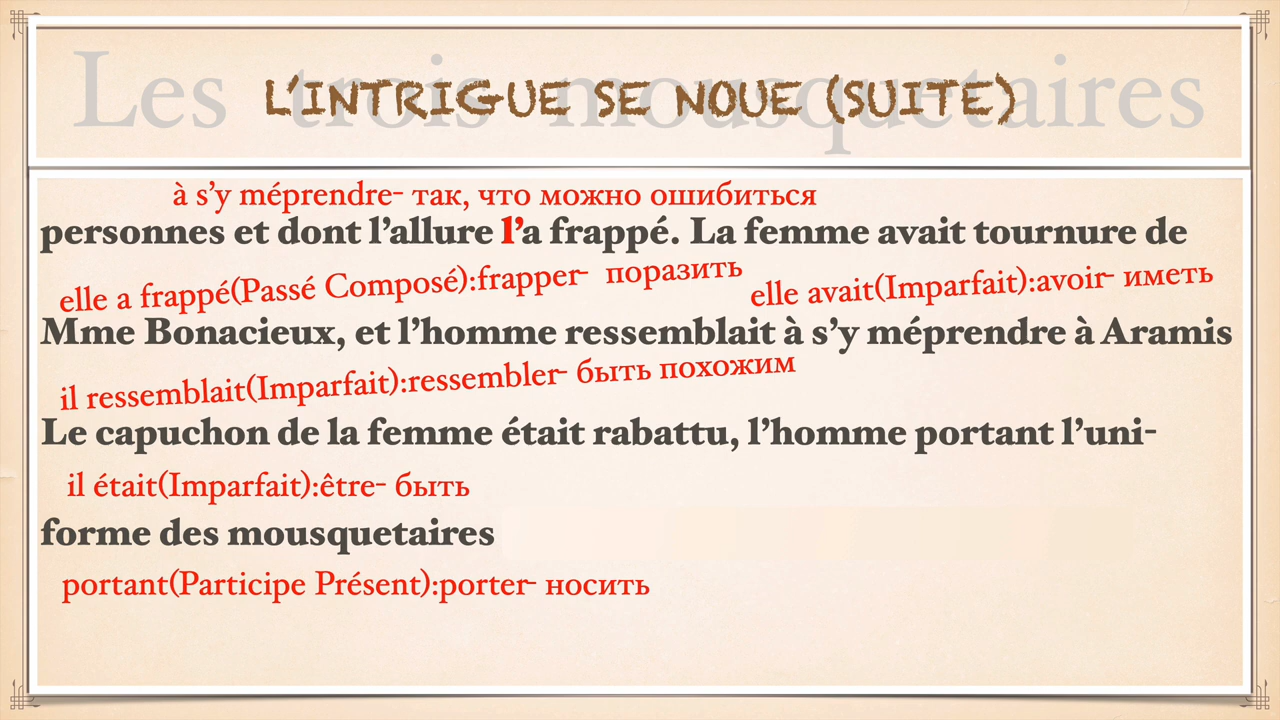 Les trois mousquetaires
L'INTRIGUE SE NOUE (SUITE)
à s'y méprendre- так, что можно ошибиться
personnes et dont l'allure l'a frappé. La femme avait tournure de
elle a frappé(Passé Composé):frapper- поразить
elle avait(Imparfait):avoir- иметь
Mme Bonacieux, et l'homme ressemblait à s'y méprendre à Aramis
il ressemblait(Imparfait):ressembler- быть похожим
Le capuchon de la femme était rabattu, l'homme portant l'uni-
il était(Imparfait):être- быть
forme des mousquetaires
portant(Participe Présent):porter- носить